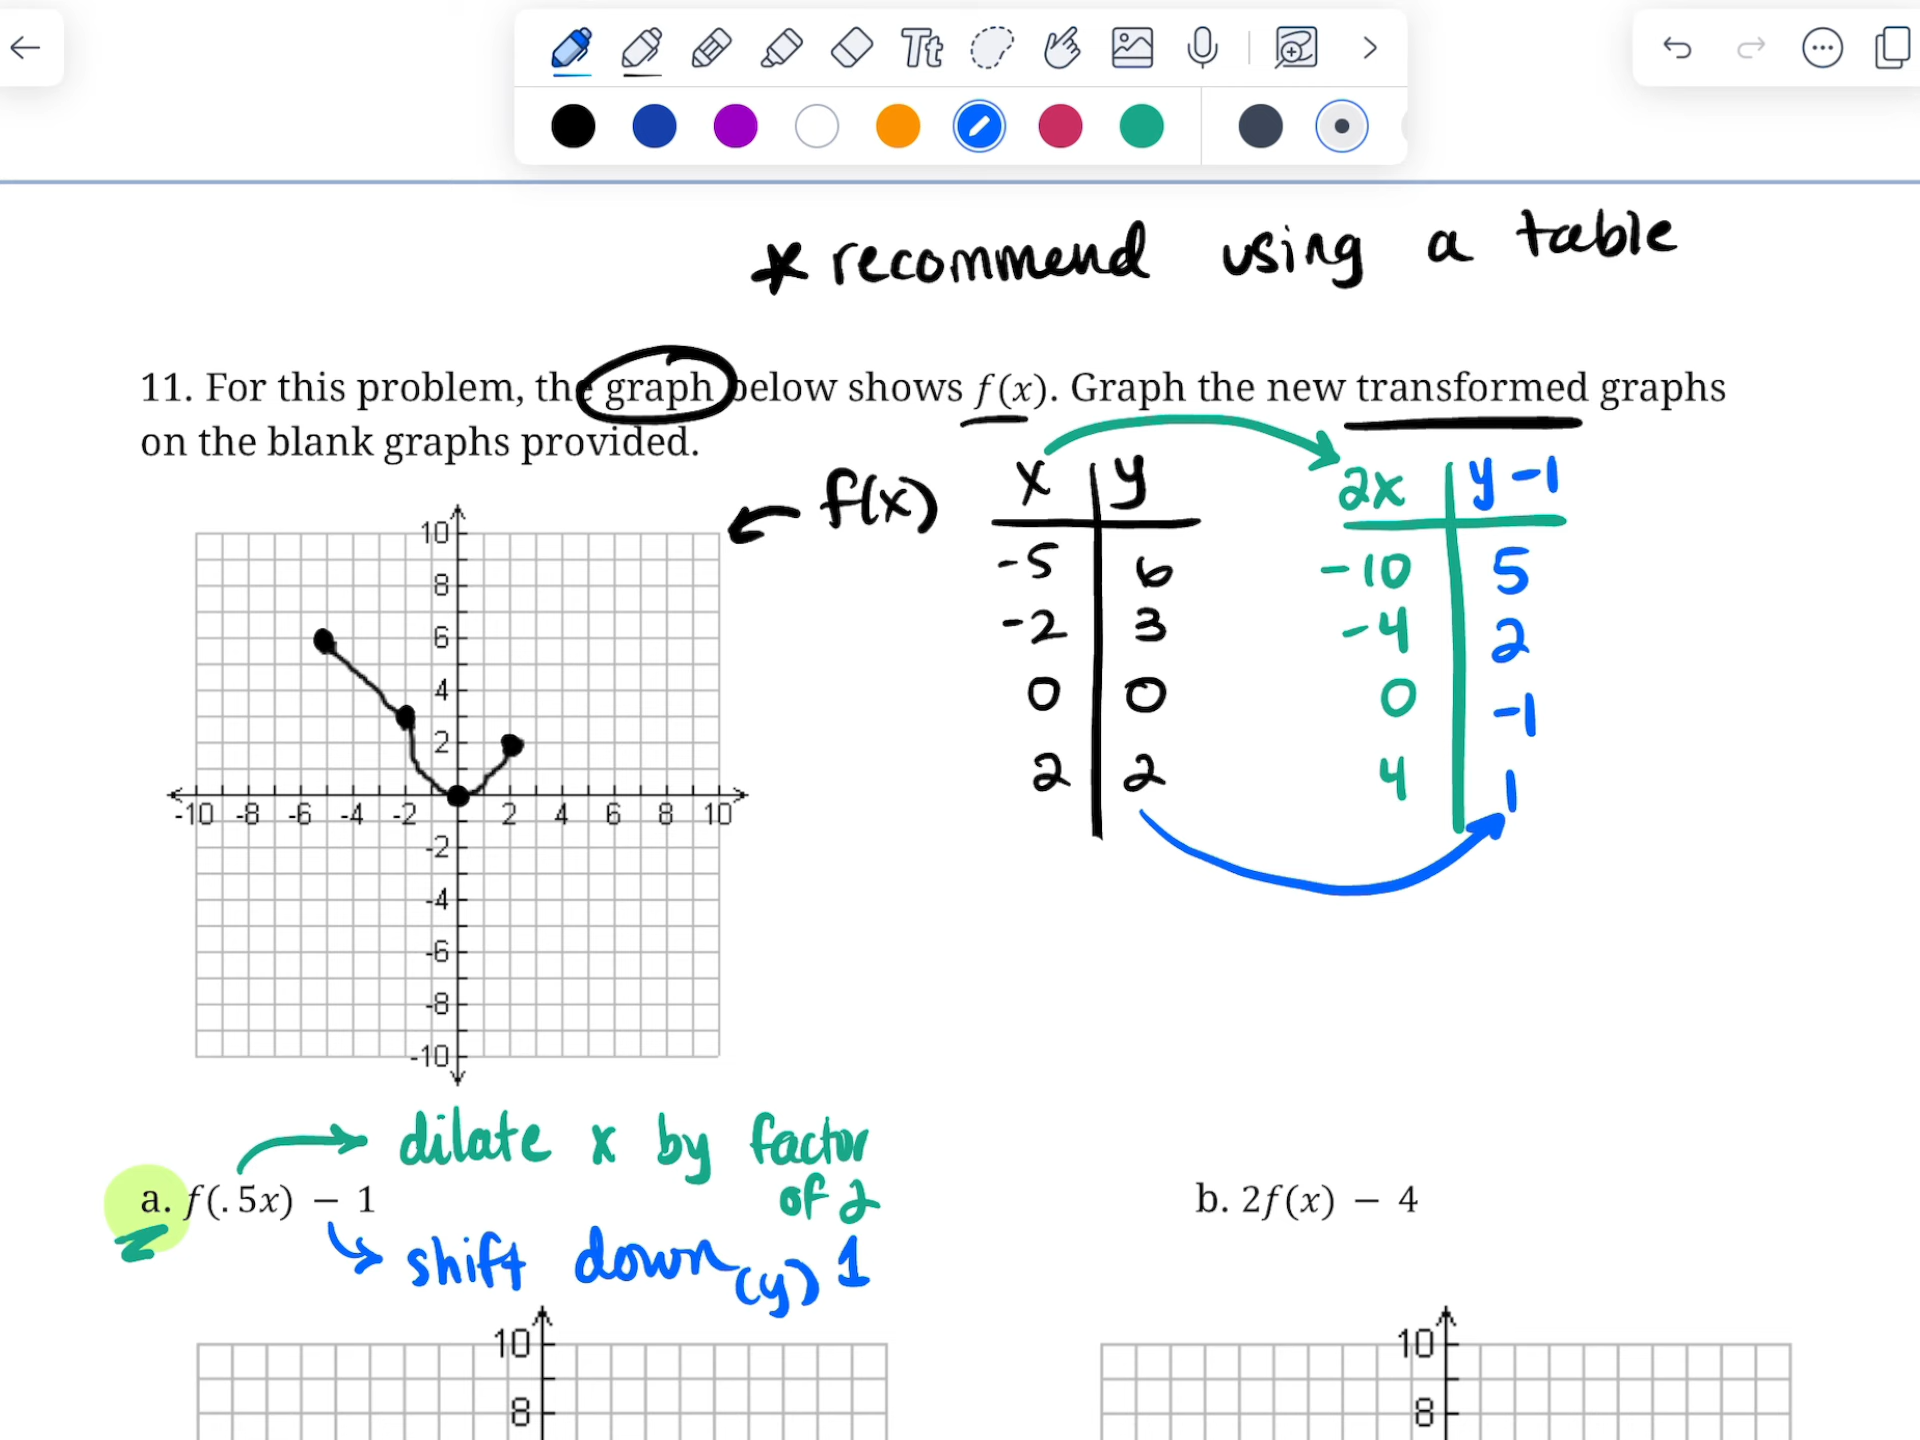 Tt
* recommend using a table
11. For this problem, the graph below shows f(x). Graph the new transformed graphs
on the blank graphs provided.
f(x)
x | y
-5 | 6
-2 | 3
0 | 0
2 | 2
2x | y -1
-10 | 5
-4 | 2
0 | -1
4 | 1
10
8
6
4
2
-10 -8 -6 -4 -2 2 4 6 8 10
-2
-4
-6
-8
-10
dilate x by factor
of 2
a. f(.5x) − 1
shift down (y) 1
b. 2f(x) − 4
10
8
10
8